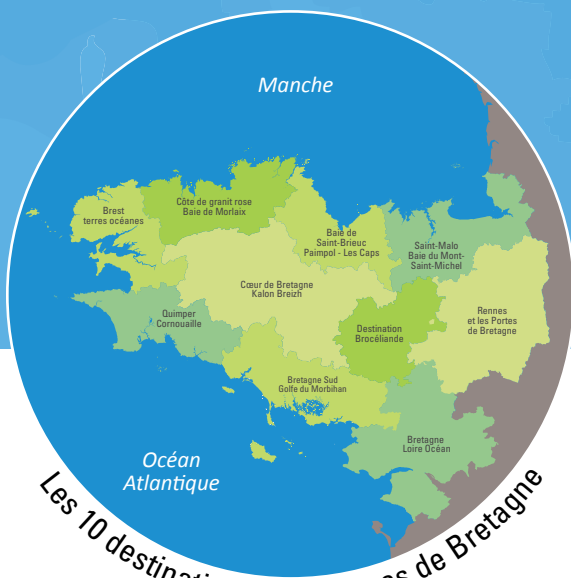 Manche
Côte de granit rose
Baie de Morlaix
Brest
terres océanes
Baie de
Saint-Brieuc
Paimpol - Les Caps
Saint-Malo
Baie du Mont-
Saint-Michel
Cœur de Bretagne
Kalon Breizh
Rennes
et les Portes
de Bretagne
Quimper
Cornouaille
Destination
Brocéliande
Bretagne Sud
Golfe du Morbihan
Bretagne
Loire Océan
Océan
Atlantique
Les 10 de Bretagne